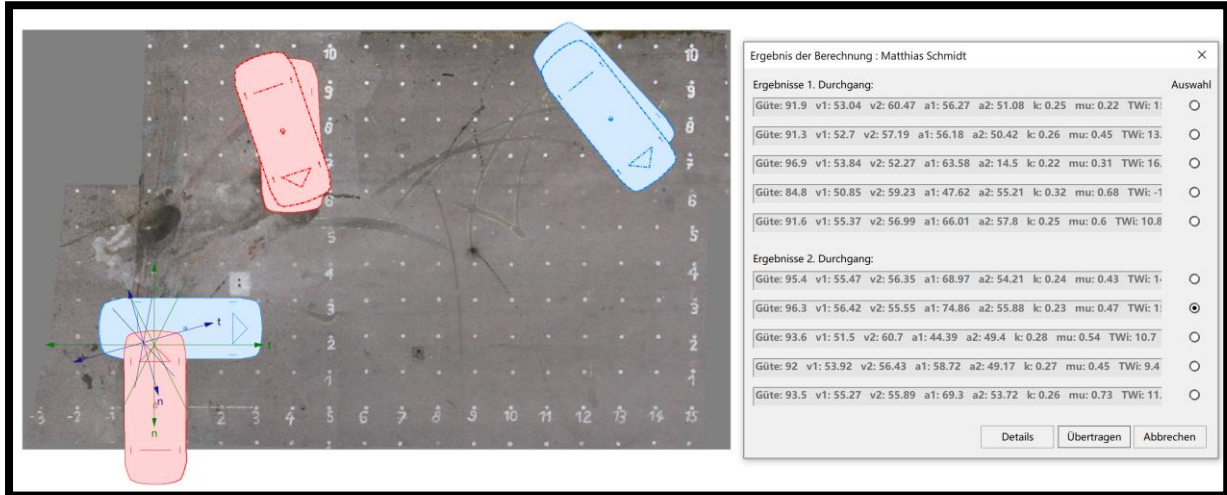 10
10
9
9
8
8
7
7
6
6
5
5
4
4
3
3
2
2
1
1
-3 -2 -1 2 3 4 5 6 7 8 9 10 11 12 13 14 15
t
t
n
n
Ergebnis der Berechnung : Matthias Schmidt
Ergebnisse 1. Durchgang: Auswahl
Güte: 91.9 v1: 53.04 v2: 60.47 a1: 56.27 a2: 51.08 k: 0.25 mu: 0.22 TWi:
Güte: 91.3 v1: 52.7 v2: 57.19 a1: 56.18 a2: 50.42 k: 0.26 mu: 0.45 TWi: 13.
Güte: 96.9 v1: 53.84 v2: 52.27 a1: 63.58 a2: 14.5 k: 0.22 mu: 0.31 TWi: 16.
Güte: 84.8 v1: 50.85 v2: 59.23 a1: 47.62 a2: 55.21 k: 0.32 mu: 0.68 TWi: -1
Güte: 91.6 v1: 55.37 v2: 56.99 a1: 66.01 a2: 57.8 k: 0.25 mu: 0.6 TWi: 10.8
Ergebnisse 2. Durchgang:
Güte: 95.4 v1: 55.47 v2: 56.35 a1: 68.97 a2: 54.21 k: 0.24 mu: 0.43 TWi:
Güte: 96.3 v1: 56.42 v2: 55.55 a1: 74.86 a2: 55.88 k: 0.23 mu: 0.47 TWi:
Güte: 93.6 v1: 51.5 v2: 60.7 a1: 44.39 a2: 49.4 k: 0.28 mu: 0.54 TWi: 10.7
Güte: 92 v1: 53.92 v2: 56.43 a1: 58.72 a2: 49.17 k: 0.27 mu: 0.45 TWi: 9.4
Güte: 93.5 v1: 55.27 v2: 55.89 a1: 69.3 a2: 53.72 k: 0.26 mu: 0.73 TWi: 11.
Details Übertragen Abbrechen